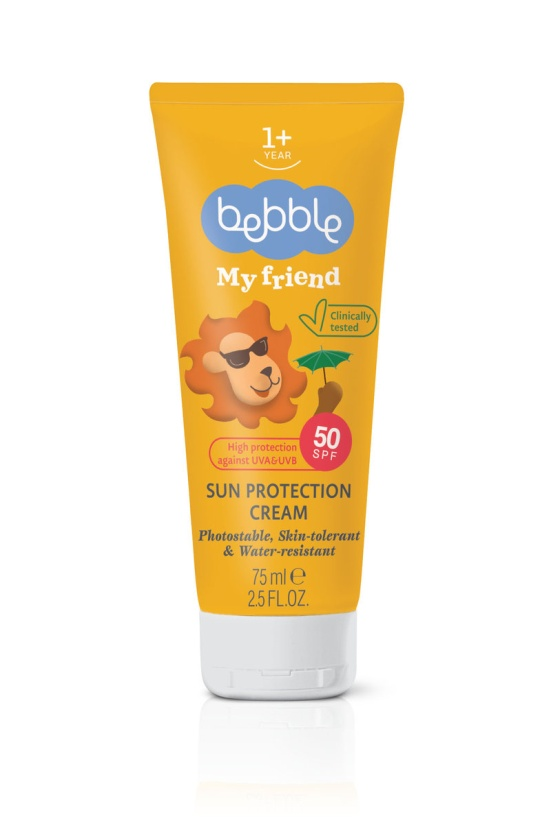 1+
YEAR
bebble
My friend
Clinically
tested
High protection
against UVA&UVB
50
SPF
SUN PROTECTION
CREAM
Photostable, Skin-tolerant
& Water-resistant
75 ml ℮
2.5 FL.OZ.